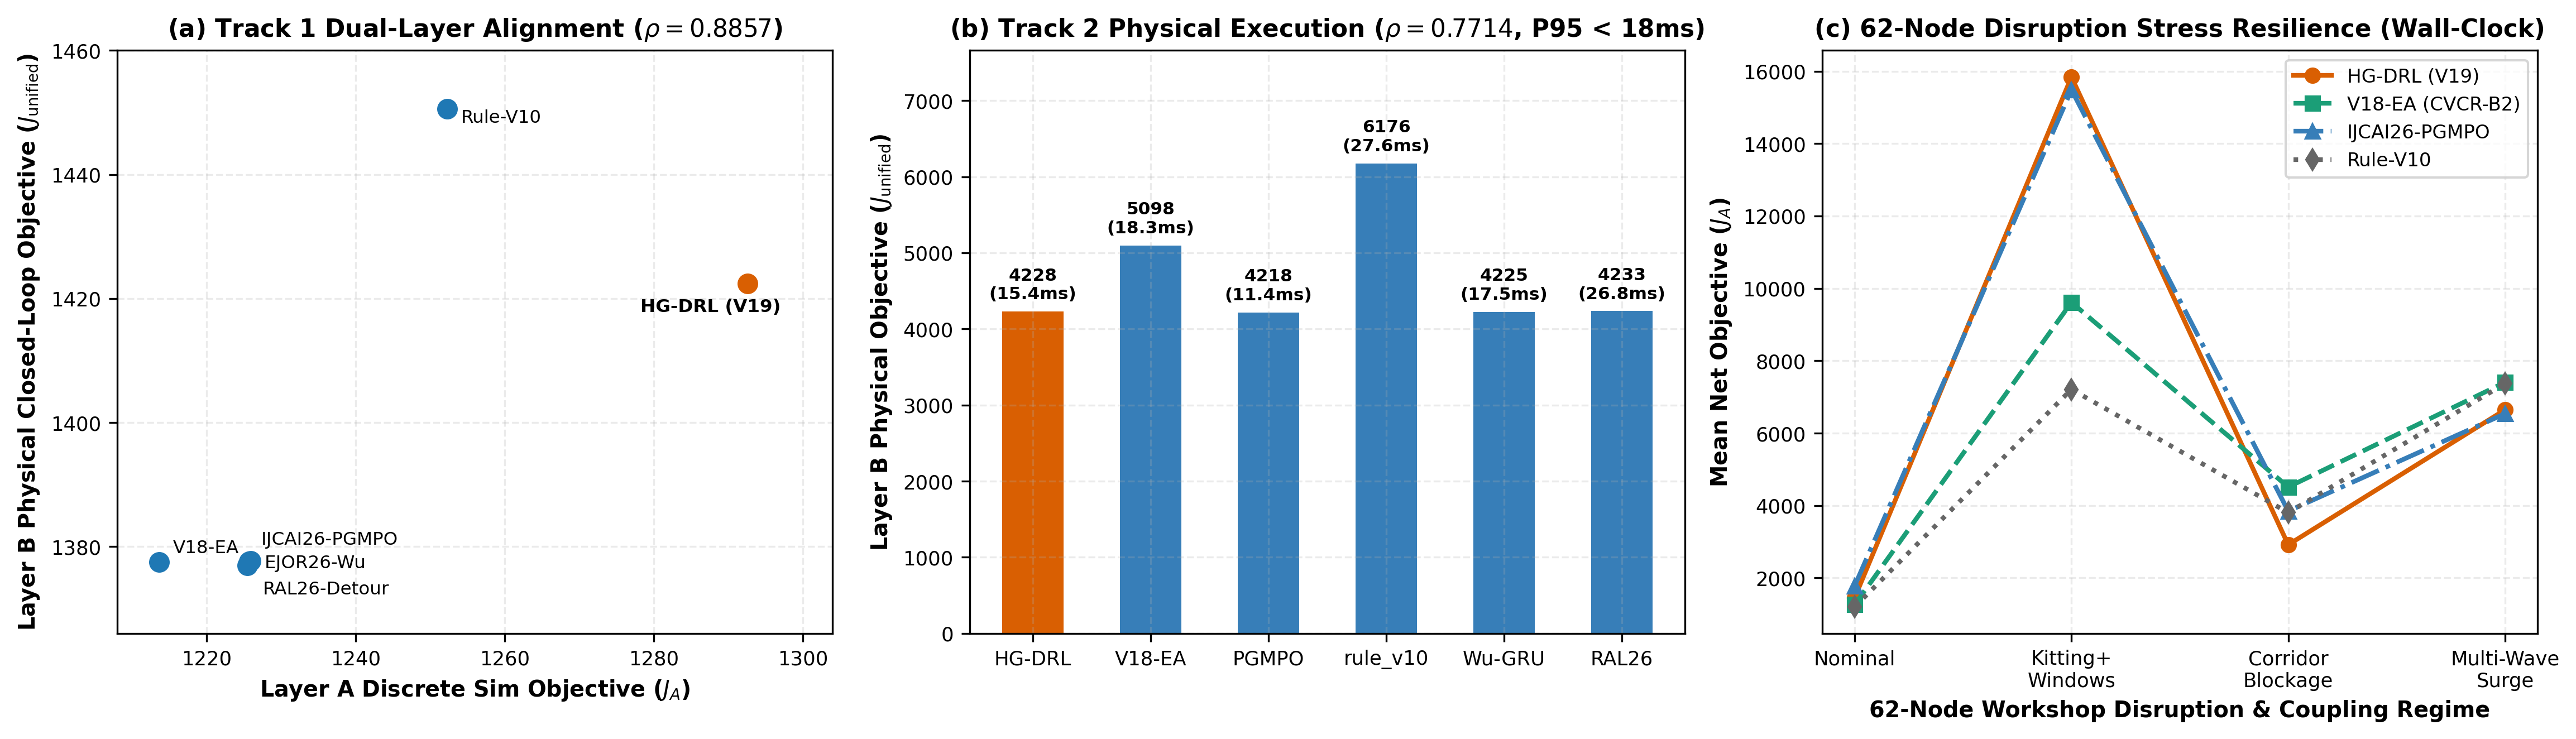 (a) Track 1 Dual-Layer Alignment (ρ = 0.8857)
1460
1440
1420
1400
1380
Layer B Physical Closed-Loop Objective (J_unified)
Rule-V10
HG-DRL (V19)
V18-EA
IJCAI26-PGMPO
EJOR26-Wu
RAL26-Detour
1220 1240 1260 1280 1300
Layer A Discrete Sim Objective (J_A)
(b) Track 2 Physical Execution (ρ = 0.7714, P95 < 18ms)
7000
6000
5000
4000
3000
2000
1000
0
Layer B Physical Objective (J_unified)
4228
(15.4ms)
5098
(18.3ms)
4218
(11.4ms)
6176
(27.6ms)
4225
(17.5ms)
4233
(26.8ms)
HG-DRL V18-EA PGMPO rule_v10 Wu-GRU RAL26
(c) 62-Node Disruption Stress Resilience (Wall-Clock)
16000
14000
12000
10000
8000
6000
4000
2000
Mean Net Objective (J_A)
HG-DRL (V19)
V18-EA (CVCR-B2)
IJCAI26-PGMPO
Rule-V10
Nominal
Kitting+
Windows
Corridor
Blockage
Multi-Wave
Surge
62-Node Workshop Disruption & Coupling Regime